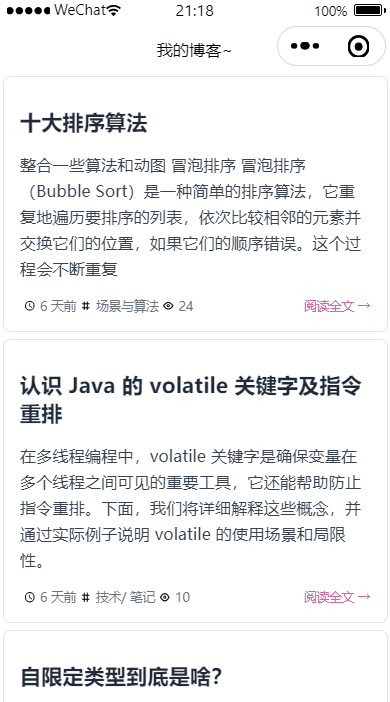 WeChat 21:18 100%
我的博客~
十大排序算法
整合一些算法和动图 冒泡排序 冒泡排序
（Bubble Sort）是一种简单的排序算法，它重
复地遍历要排序的列表，依次比较相邻的元素并
交换它们的位置，如果它们的顺序错误。这个过
程会不断重复
6 天前 # 场景与算法 24 阅读全文 →
认识 Java 的 volatile 关键字及指令
重排
在多线程编程中，volatile 关键字是确保变量在
多个线程之间可见的重要工具，它还能帮助防止
指令重排。下面，我们将详细解释这些概念，并
通过实际例子说明 volatile 的使用场景和局限
性。
6 天前 # 技术/ 笔记 10 阅读全文 →
自限定类型到底是啥？